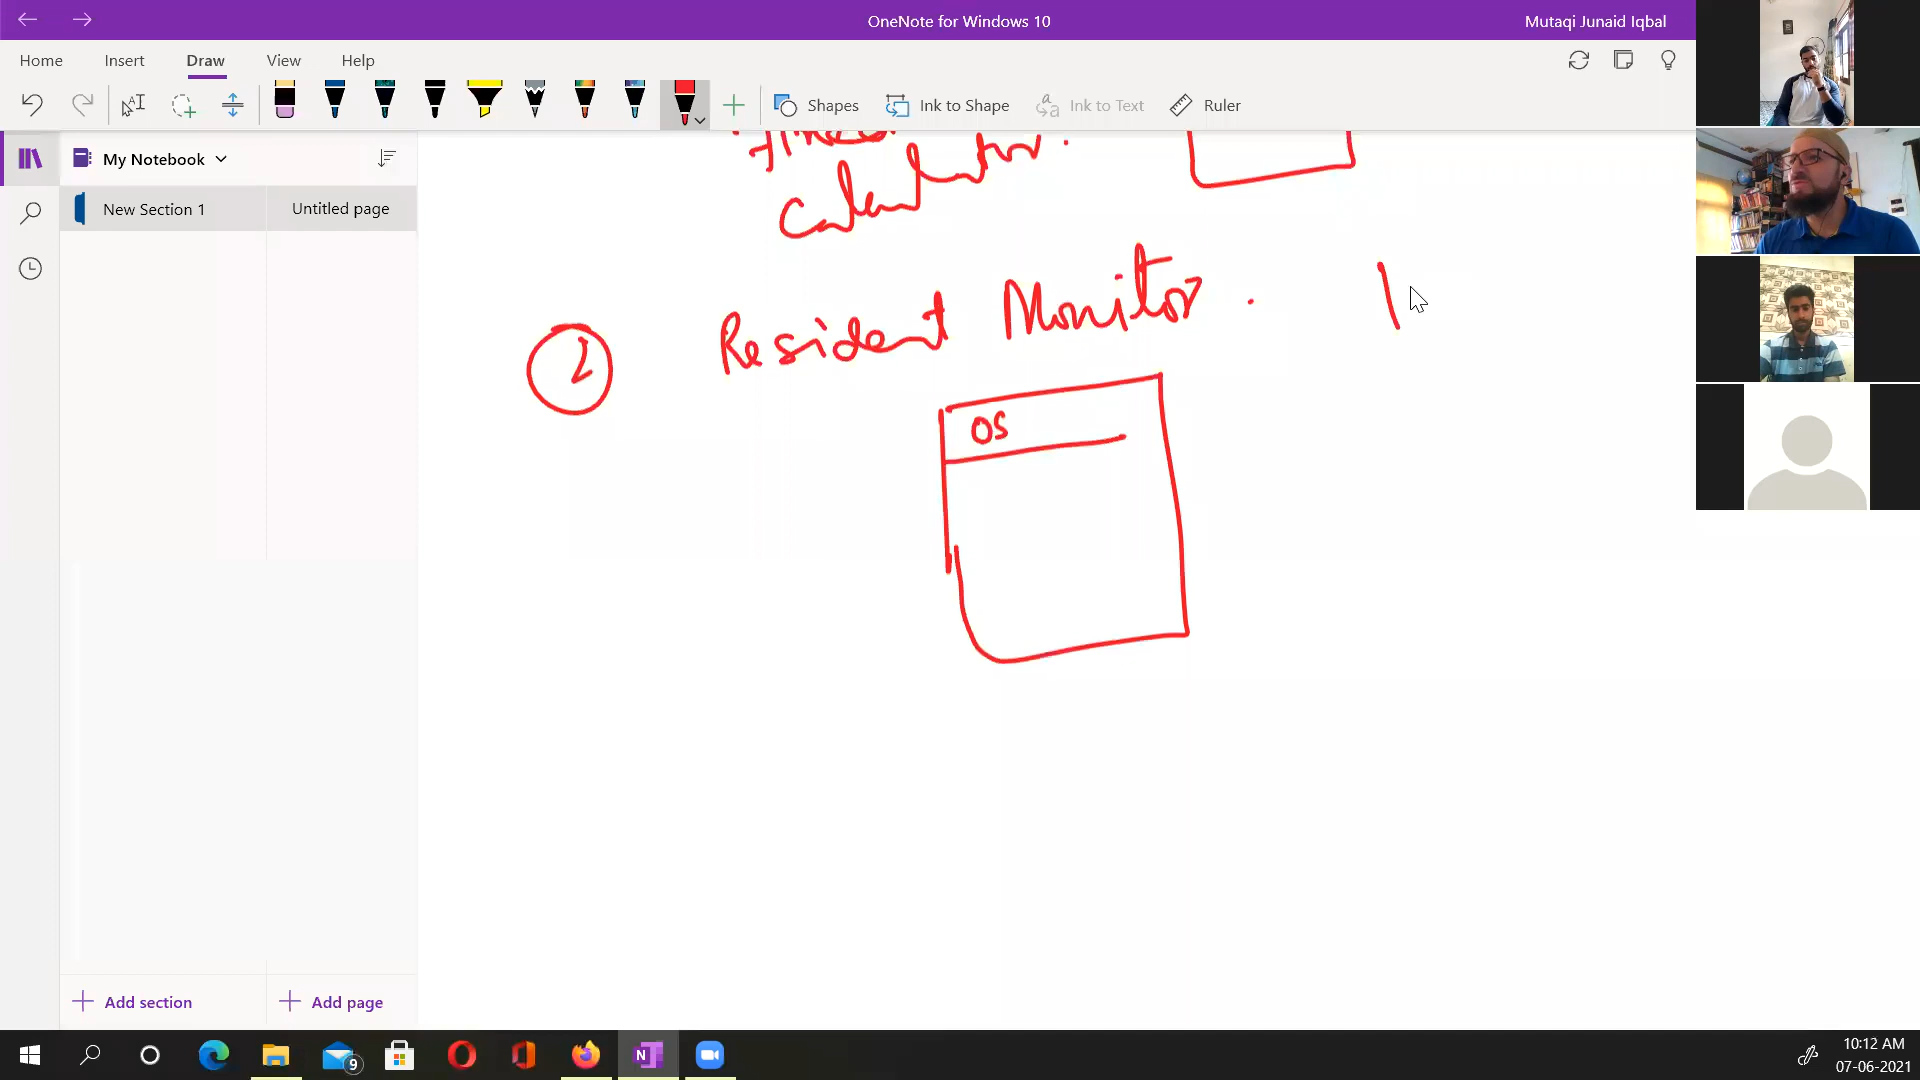 OneNote for Windows 10
Mutaqi Junaid Iqbal
Home Insert Draw View Help
Shapes Ink to Shape Ink to Text Ruler
My Notebook
New Section 1
Untitled page
2
Resident Monitor .
OS
Add section
Add page
9
N
10:12 AM
07-06-2021